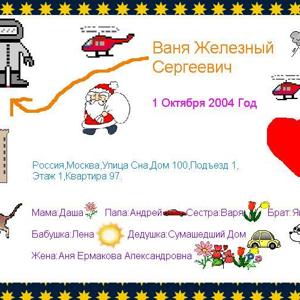 Ваня Железный
Сергеевич
1 Октября 2004 Год
Россия,Москва,Улица Сна,Дом 100,Подъезд 1,
Этаж 1,Квартира 97.
Мама:Даша Папа:Андрей Сестра:Варя Брат:
Бабушка:Лена Дедушка:Сумашедший Дом
Жена:Аня Ермакова Александровна